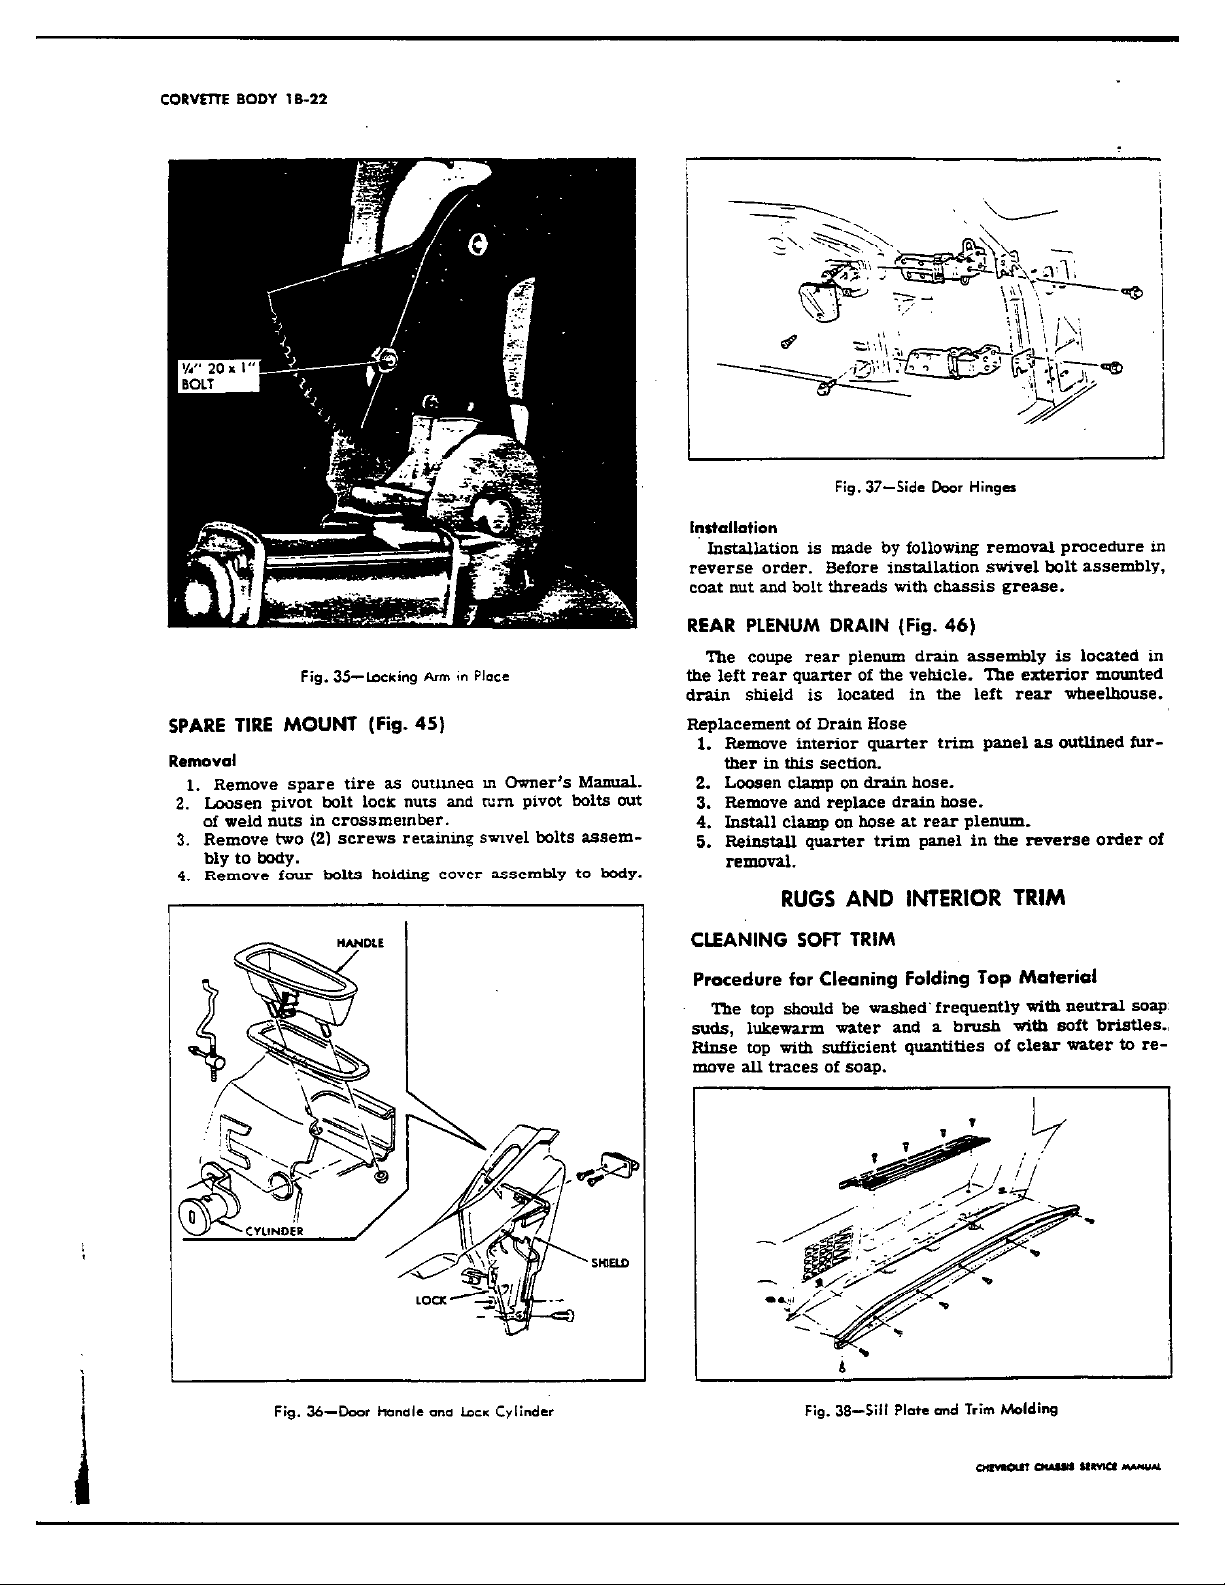 CORVETTE BODY 1B-22
1/4" 20 x 1"
BOLT
Fig. 35—Locking Arm in Place
SPARE TIRE MOUNT (Fig. 45)
Removal
1. Remove spare tire as outlined in Owner's Manual.
2. Loosen pivot bolt lock nuts and turn pivot bolts out
of weld nuts in crossmember.
3. Remove two (2) screws retaining swivel bolts assem-
bly to body.
4. Remove four bolts holding cover assembly to body.
HANDLE
CYLINDER
SHIELD
LOCK
Fig. 36—Door Handle and Lock Cylinder
Fig. 37—Side Door Hinges
Installation
Installation is made by following removal procedure in
reverse order. Before installation swivel bolt assembly,
coat nut and bolt threads with chassis grease.
REAR PLENUM DRAIN (Fig. 46)
The coupe rear plenum drain assembly is located in
the left rear quarter of the vehicle. The exterior mounted
drain shield is located in the left rear wheelhouse.
Replacement of Drain Hose
1. Remove interior quarter trim panel as outlined fur-
ther in this section.
2. Loosen clamp on drain hose.
3. Remove and replace drain hose.
4. Install clamp on hose at rear plenum.
5. Reinstall quarter trim panel in the reverse order of
removal.
RUGS AND INTERIOR TRIM
CLEANING SOFT TRIM
Procedure for Cleaning Folding Top Material
The top should be washed frequently with neutral soap
suds, lukewarm water and a brush with soft bristles.
Rinse top with sufficient quantities of clear water to re-
move all traces of soap.
Fig. 38—Sill Plate and Trim Molding
CHEVROLET CHASSIS SERVICE MANUAL